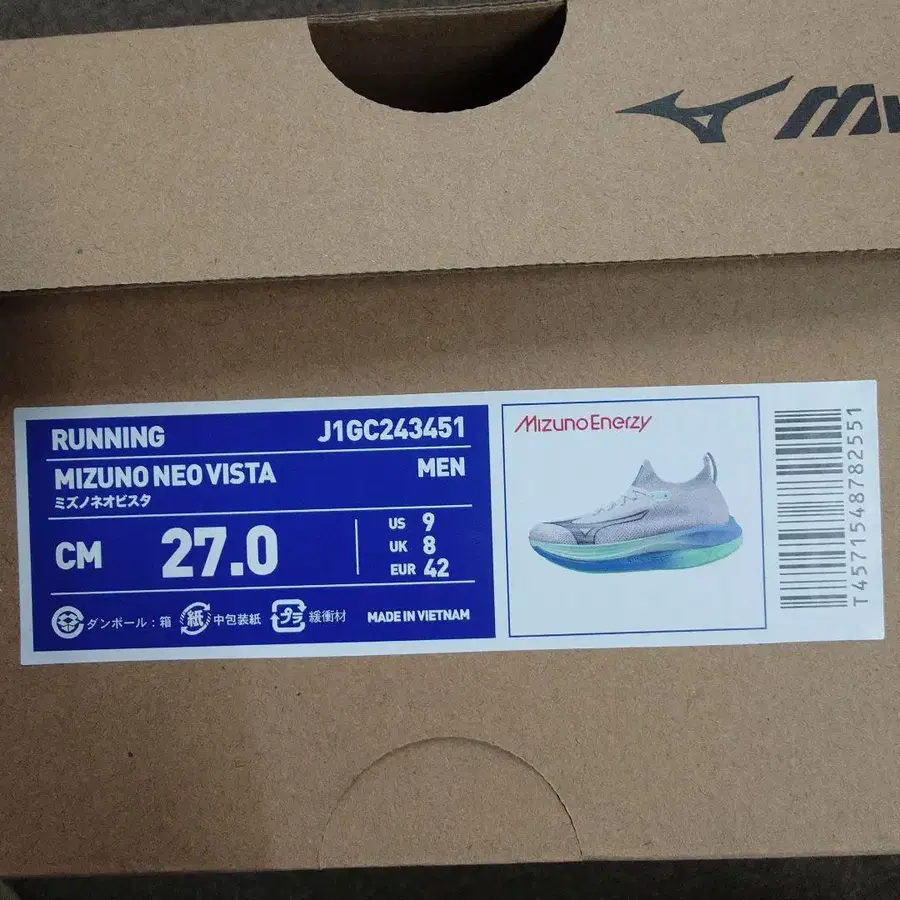 RUNNING J1GC243451
MIZUNO NEO VISTA MEN
ミズノネオビスタ
CM 27.0
US 9
UK 8
EUR 42
ダンボール：箱 紙 中包装紙 プラ 緩衝材 MADE IN VIETNAM
MizunoEnerzy
T4571548782551